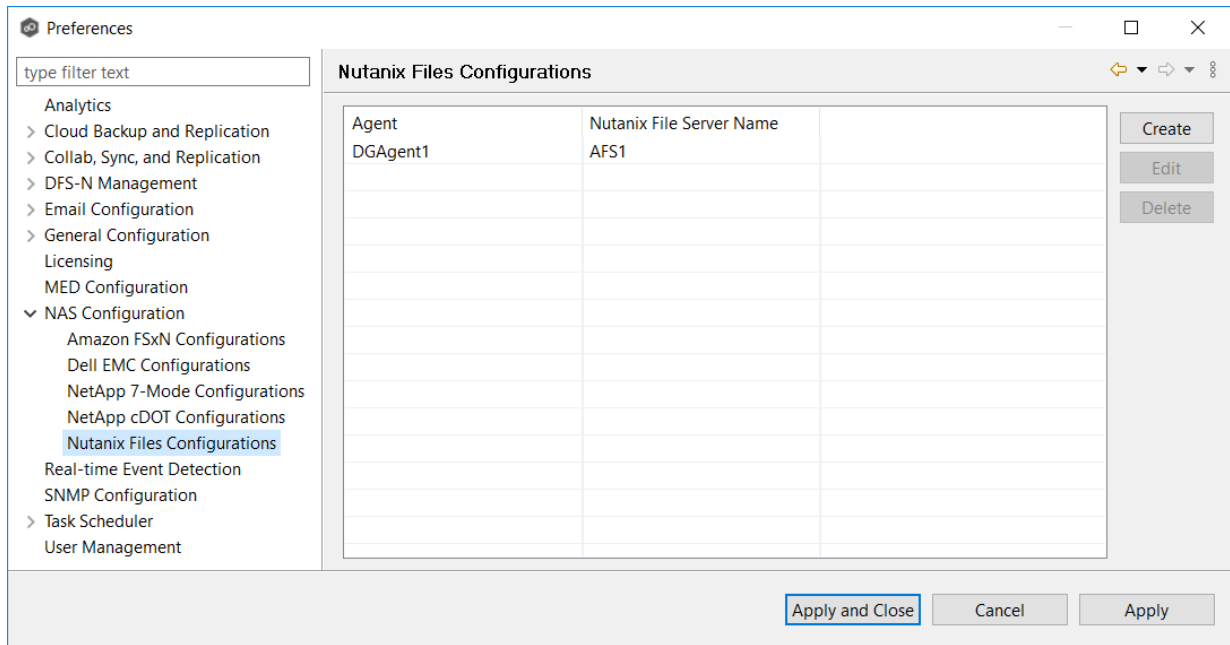 Preferences
type filter text
Analytics
Cloud Backup and Replication
Collab, Sync, and Replication
DFS-N Management
Email Configuration
General Configuration
Licensing
MED Configuration
NAS Configuration
Amazon FSxN Configurations
Dell EMC Configurations
NetApp 7-Mode Configurations
NetApp cDOT Configurations
Nutanix Files Configurations
Real-time Event Detection
SNMP Configuration
Task Scheduler
User Management
Nutanix Files Configurations
Agent Nutanix File Server Name
DGAgent1 AFS1
Create
Edit
Delete
Apply and Close Cancel Apply